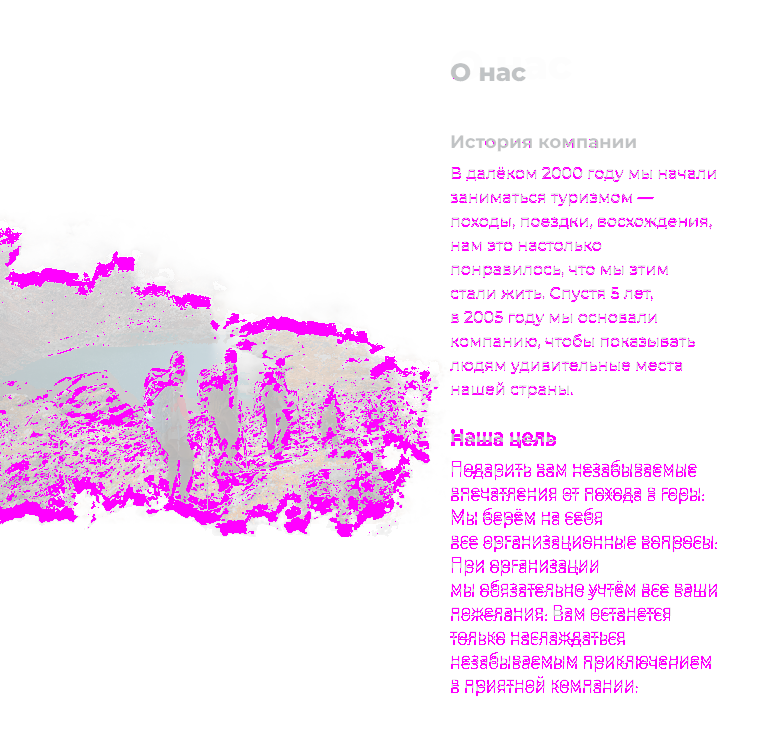 О нас
История компании
В далёком 2000 году мы начали
заниматься туризмом —
походы, поездки, восхождения,
нам это настолько
понравилось, что мы этим
стали жить. Спустя 5 лет,
в 2005 году мы основали
компанию, чтобы показывать
людям удивительные места
нашей страны.
Наша цель
Подарить вам незабываемые
впечатления от похода в горы.
Мы берём на себя
все организационные вопросы.
При организации
мы обязательно учтём все ваши
пожелания. Вам останется
только наслаждаться
незабываемым приключением
в приятной компании.